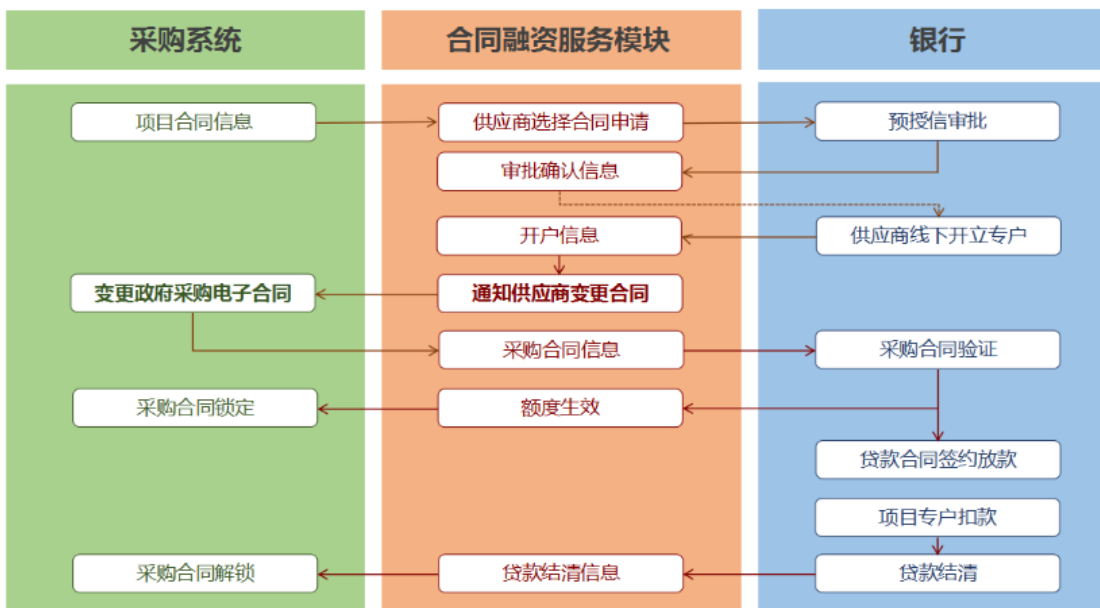 采购系统
合同融资服务模块
银行
项目合同信息
供应商选择合同申请
预授信审批
审批确认信息
供应商线下开立专户
开户信息
变更政府采购电子合同
通知供应商变更合同
采购合同信息
采购合同验证
采购合同锁定
额度生效
贷款合同签约放款
项目专户扣款
采购合同解锁
贷款结清信息
贷款结清